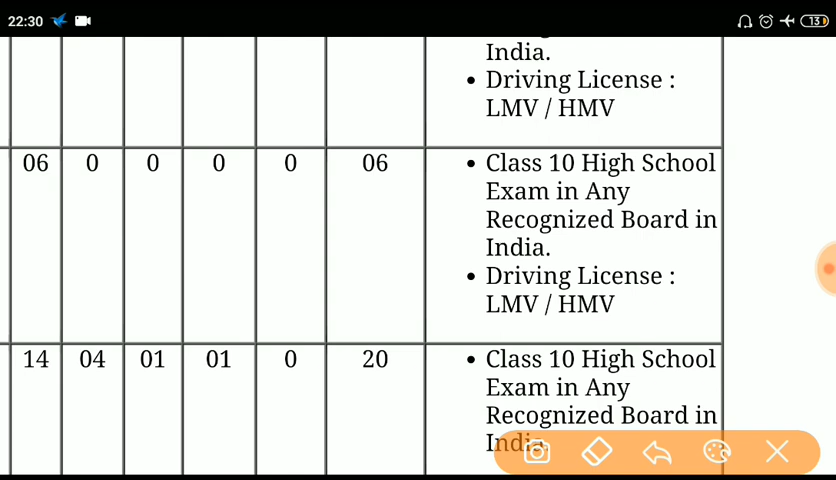 22:30
13
India.
• Driving License :
LMV / HMV
06 0 0 0 0 06
• Class 10 High School
Exam in Any
Recognized Board in
India.
• Driving License :
LMV / HMV
14 04 01 01 0 20
• Class 10 High School
Exam in Any
Recognized Board in
India.